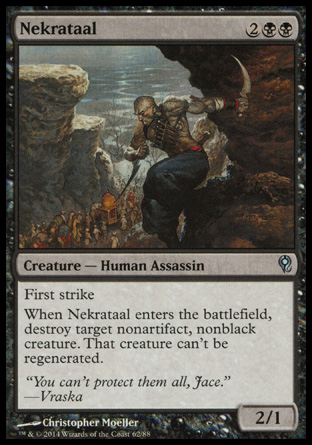 Nekrataal 2
Creature — Human Assassin
First strike
When Nekrataal enters the battlefield,
destroy target nonartifact, nonblack
creature. That creature can't be
regenerated.
"You can't protect them all, Jace."
—Vraska
Christopher Moeller
™ & © 2014 Wizards of the Coast 62/88
2/1